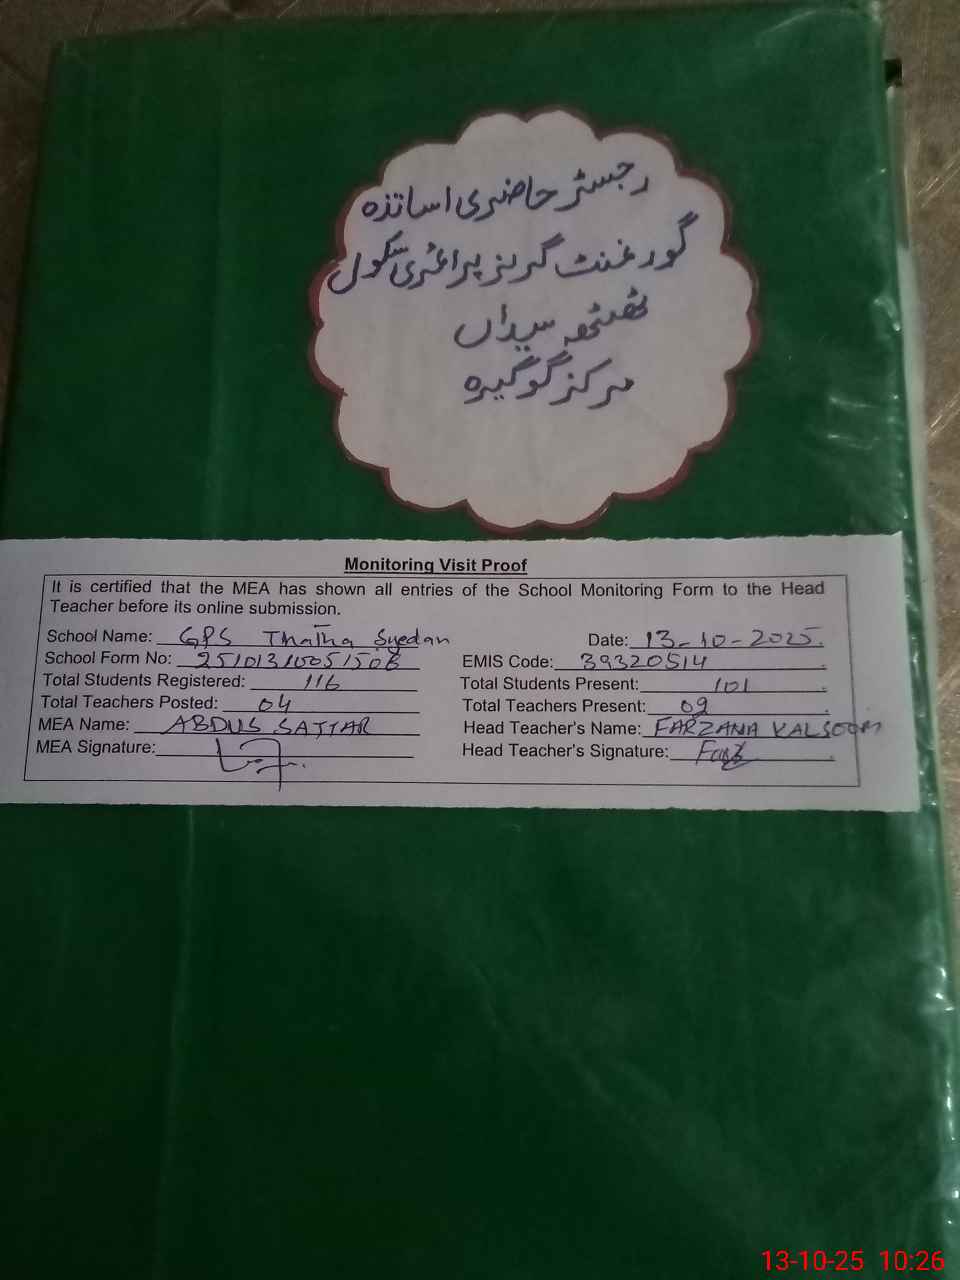 رجسٹر حاضری اساتذہ
گورنمنٹ گرلز پرائمری سکول
ٹھٹھہ سیداں
مرکز گوگیرہ
Monitoring Visit Proof
It is certified that the MEA has shown all entries of the School Monitoring Form to the Head
Teacher before its online submission.
School Name: GPS Thatha Syedan Date: 13-10-2025.
School Form No: EMIS Code: 39320514
Total Students Registered: 116 Total Students Present: 101
Total Teachers Posted: 04 Total Teachers Present:
MEA Name: ABDUS SATTAR Head Teacher's Name: FARZANA KALSOOM
MEA Signature: Head Teacher's Signature:
13-10-25 10:26